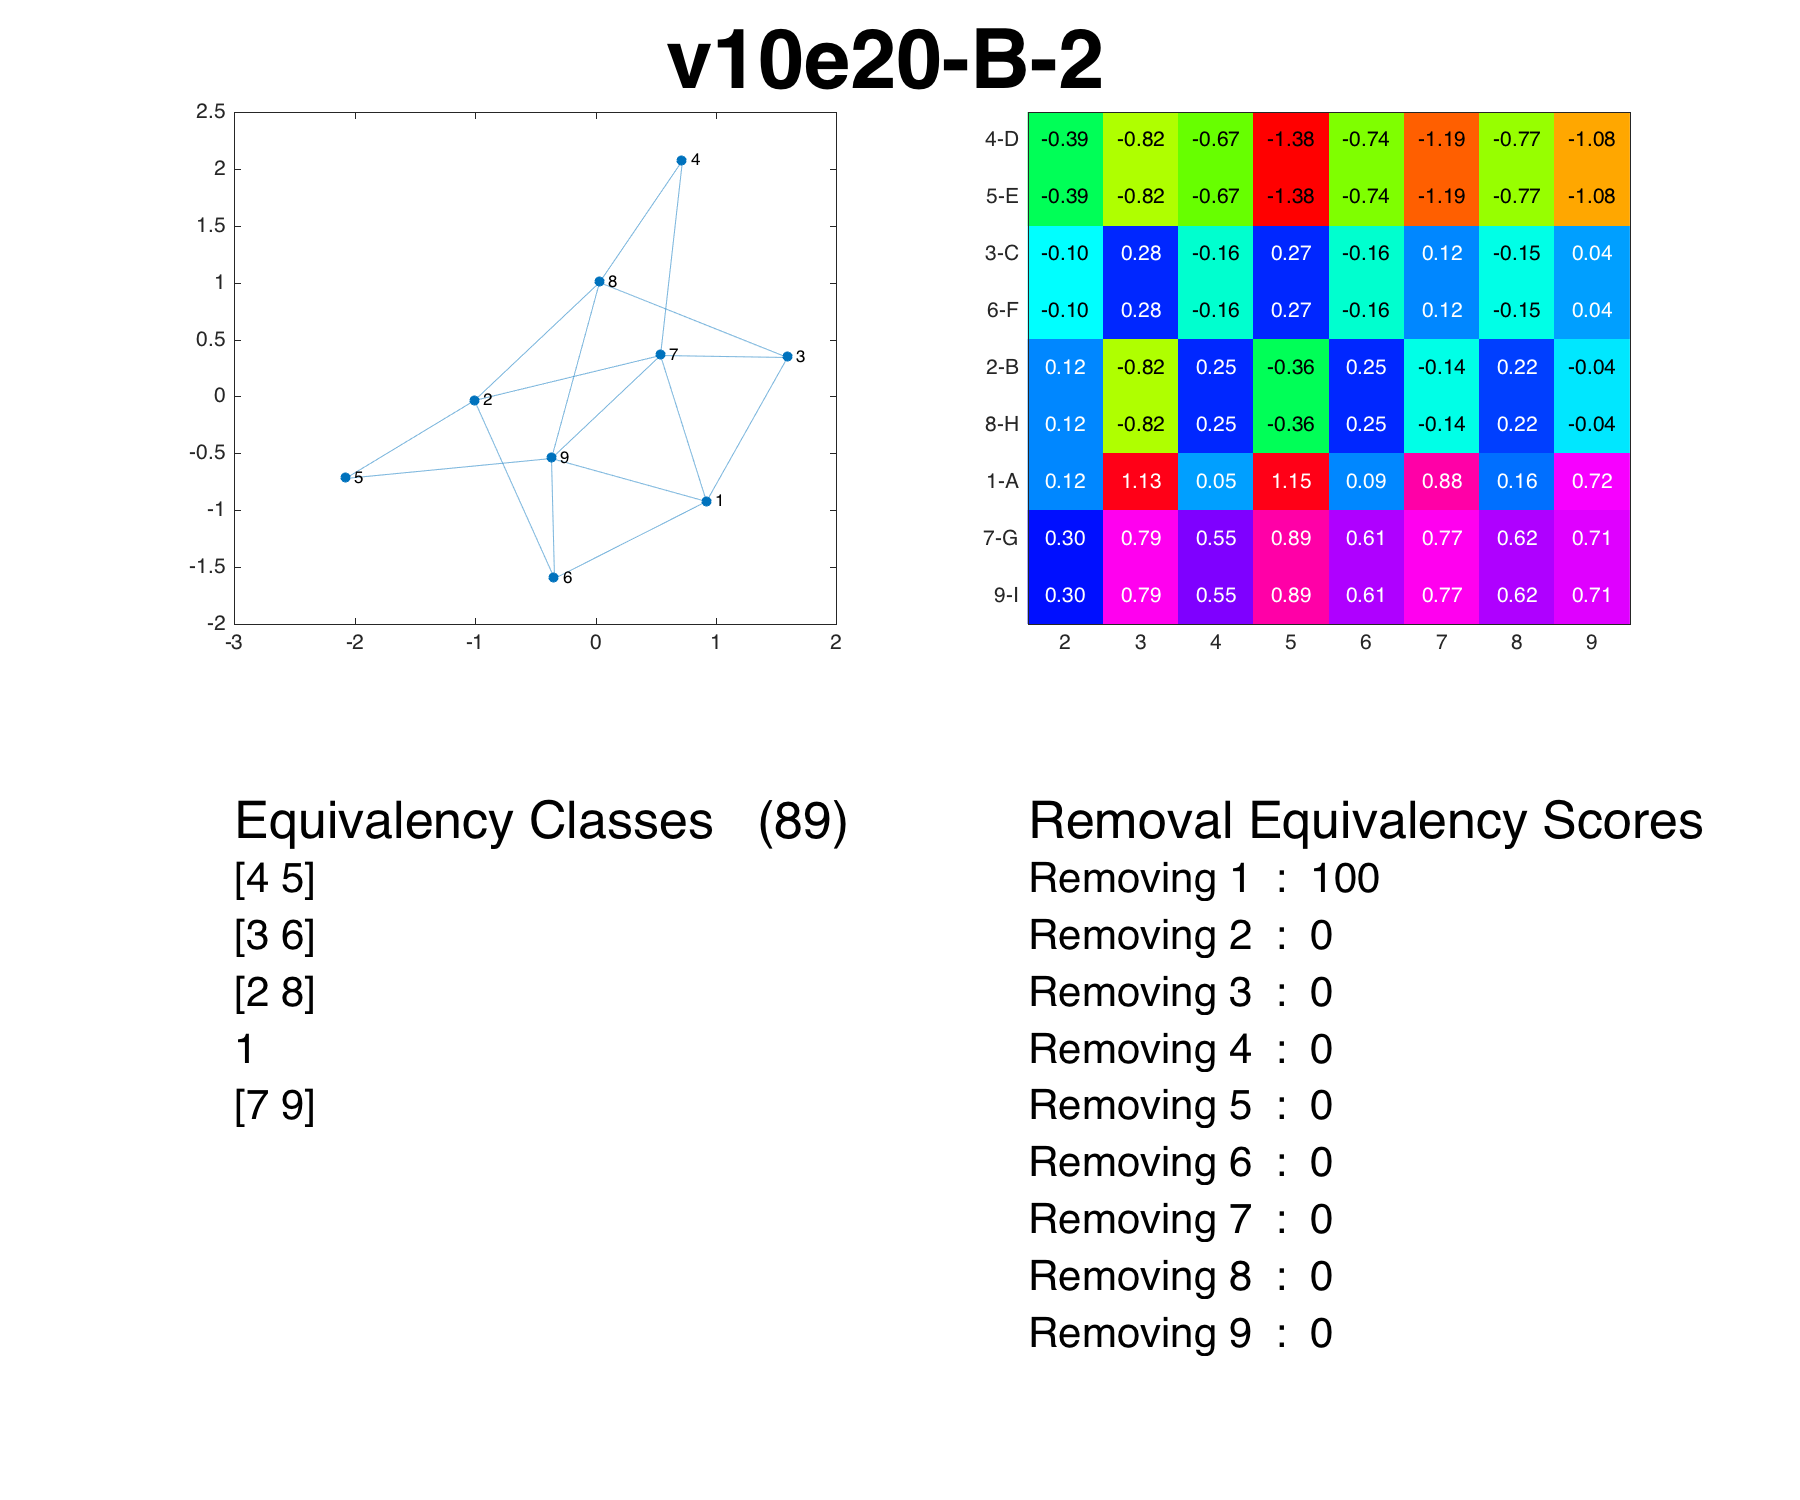 v10e20-B-2
2.5
2
1.5
1
0.5
0
-0.5
-1
-1.5
-2
-3 -2 -1 0 1 2
4
8
7
3
2
9
5
1
6
4-D -0.39 -0.82 -0.67 -1.38 -0.74 -1.19 -0.77 -1.08
5-E -0.39 -0.82 -0.67 -1.38 -0.74 -1.19 -0.77 -1.08
3-C -0.10 0.28 -0.16 0.27 -0.16 0.12 -0.15 0.04
6-F -0.10 0.28 -0.16 0.27 -0.16 0.12 -0.15 0.04
2-B 0.12 -0.82 0.25 -0.36 0.25 -0.14 0.22 -0.04
8-H 0.12 -0.82 0.25 -0.36 0.25 -0.14 0.22 -0.04
1-A 0.12 1.13 0.05 1.15 0.09 0.88 0.16 0.72
7-G 0.30 0.79 0.55 0.89 0.61 0.77 0.62 0.71
9-I 0.30 0.79 0.55 0.89 0.61 0.77 0.62 0.71
2 3 4 5 6 7 8 9
Equivalency Classes (89)
[4 5]
[3 6]
[2 8]
1
[7 9]
Removal Equivalency Scores
Removing 1 : 100
Removing 2 : 0
Removing 3 : 0
Removing 4 : 0
Removing 5 : 0
Removing 6 : 0
Removing 7 : 0
Removing 8 : 0
Removing 9 : 0